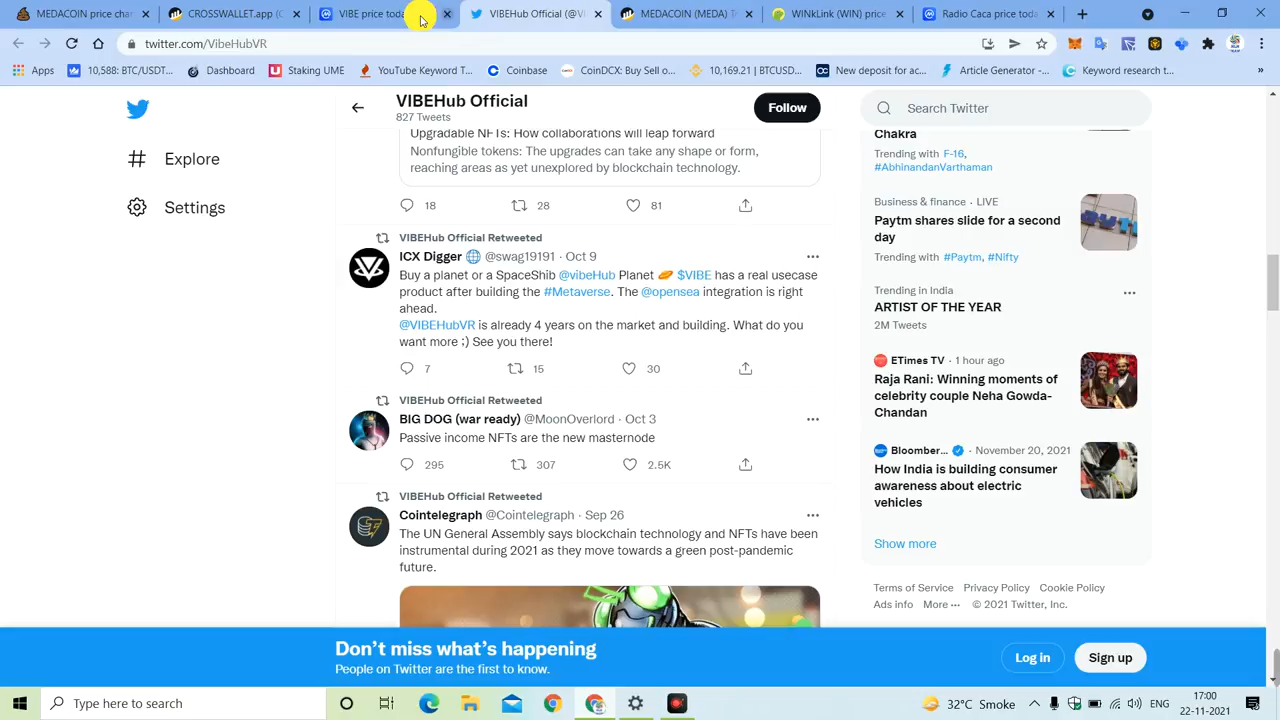 MEDACOIN (MEDA) T
CROSSWALLET.app (C
VIBE price tod
VIBEHub Official (@Vi
MEDACOIN (MEDA) Ti
WINkLink (WIN) Price
Paytm
twitter.com/VibeHubVR
Apps
10,588: BTC/USDT...
Dashboard
Staking UME
YouTube Keyword T...
Coinbase
CoinDCX: Buy Sel o...
10,169.21 | BTCUSD...
New deposit for ac...
Article Generator -...
Keyword research t...
»
VIBEHub Official
827 Tweets
Follow
Search Twitter
Explore
Settings
Upgradable NFTs: How collaborations will leap forward
Nonfungible tokens: The upgrades can take any shape or form,
reaching areas as yet unexplored by blockchain technology.
18 28 81
VIBEHub Official Retweeted
ICX Digger 🌐 @swag19191 · Oct 9
Buy a planet or a SpaceShib @vibeHub Planet 🪐 $VIBE has a real usecase
product after building the #Metaverse. The @opensea integration is right
ahead.
@VIBEHubVR is already 4 years on the market and building. What do you
want more ;) See you there!
7 15 30
VIBEHub Official Retweeted
BIG DOG (war ready) @MoonOverlord · Oct 3
Passive income NFTs are the new masternode
295 307 2.5K
VIBEHub Official Retweeted
Cointelegraph @Cointelegraph · Sep 26
The UN General Assembly says blockchain technology and NFTs have been
instrumental during 2021 as they move towards a green post-pandemic
future.
Chakra
Trending with F-16,
#AbhinandanVarthaman
Business & finance · LIVE
Paytm shares slide for a second
day
Trending with #Paytm, #Nifty
Trending in India
ARTIST OF THE YEAR
2M Tweets
ETimes TV · 1 hour ago
Raja Rani: Winning moments of
celebrity couple Neha Gowda-
Chandan
Bloomber... · November 20, 2021
How India is building consumer
awareness about electric
vehicles
Show more
Terms of Service Privacy Policy Cookie Policy
Ads info More ··· © 2021 Twitter, Inc.
Don't miss what's happening
People on Twitter are the first to know.
Log in
Sign up
Type here to search
32°C Smoke
ENG
17:00
22-11-2021